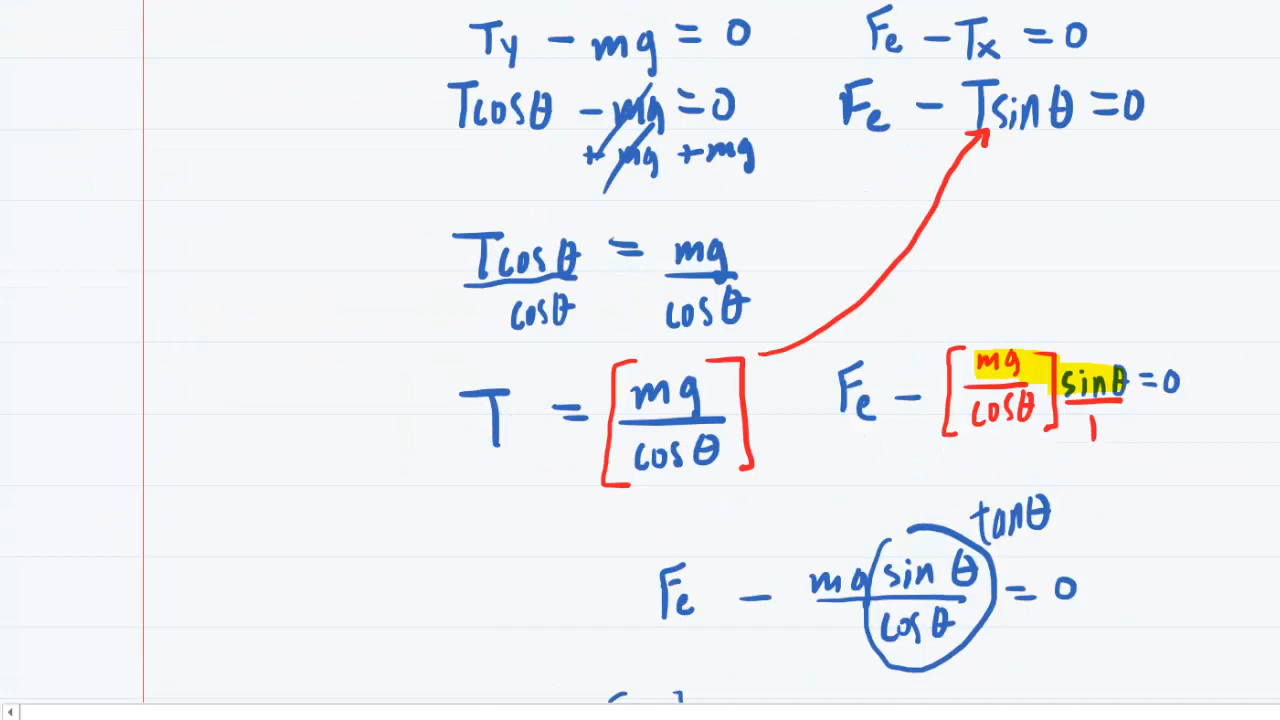 Ty - mg = 0    Fe - Tx = 0
Tcosθ - mg = 0    Fe - Tsinθ = 0
+ mg + mg
Tcosθ = mg
cosθ    cosθ
T = [mg / cosθ]    Fe - [mg / cosθ] sinθ / 1 = 0
tanθ
Fe - mg sinθ / cosθ = 0